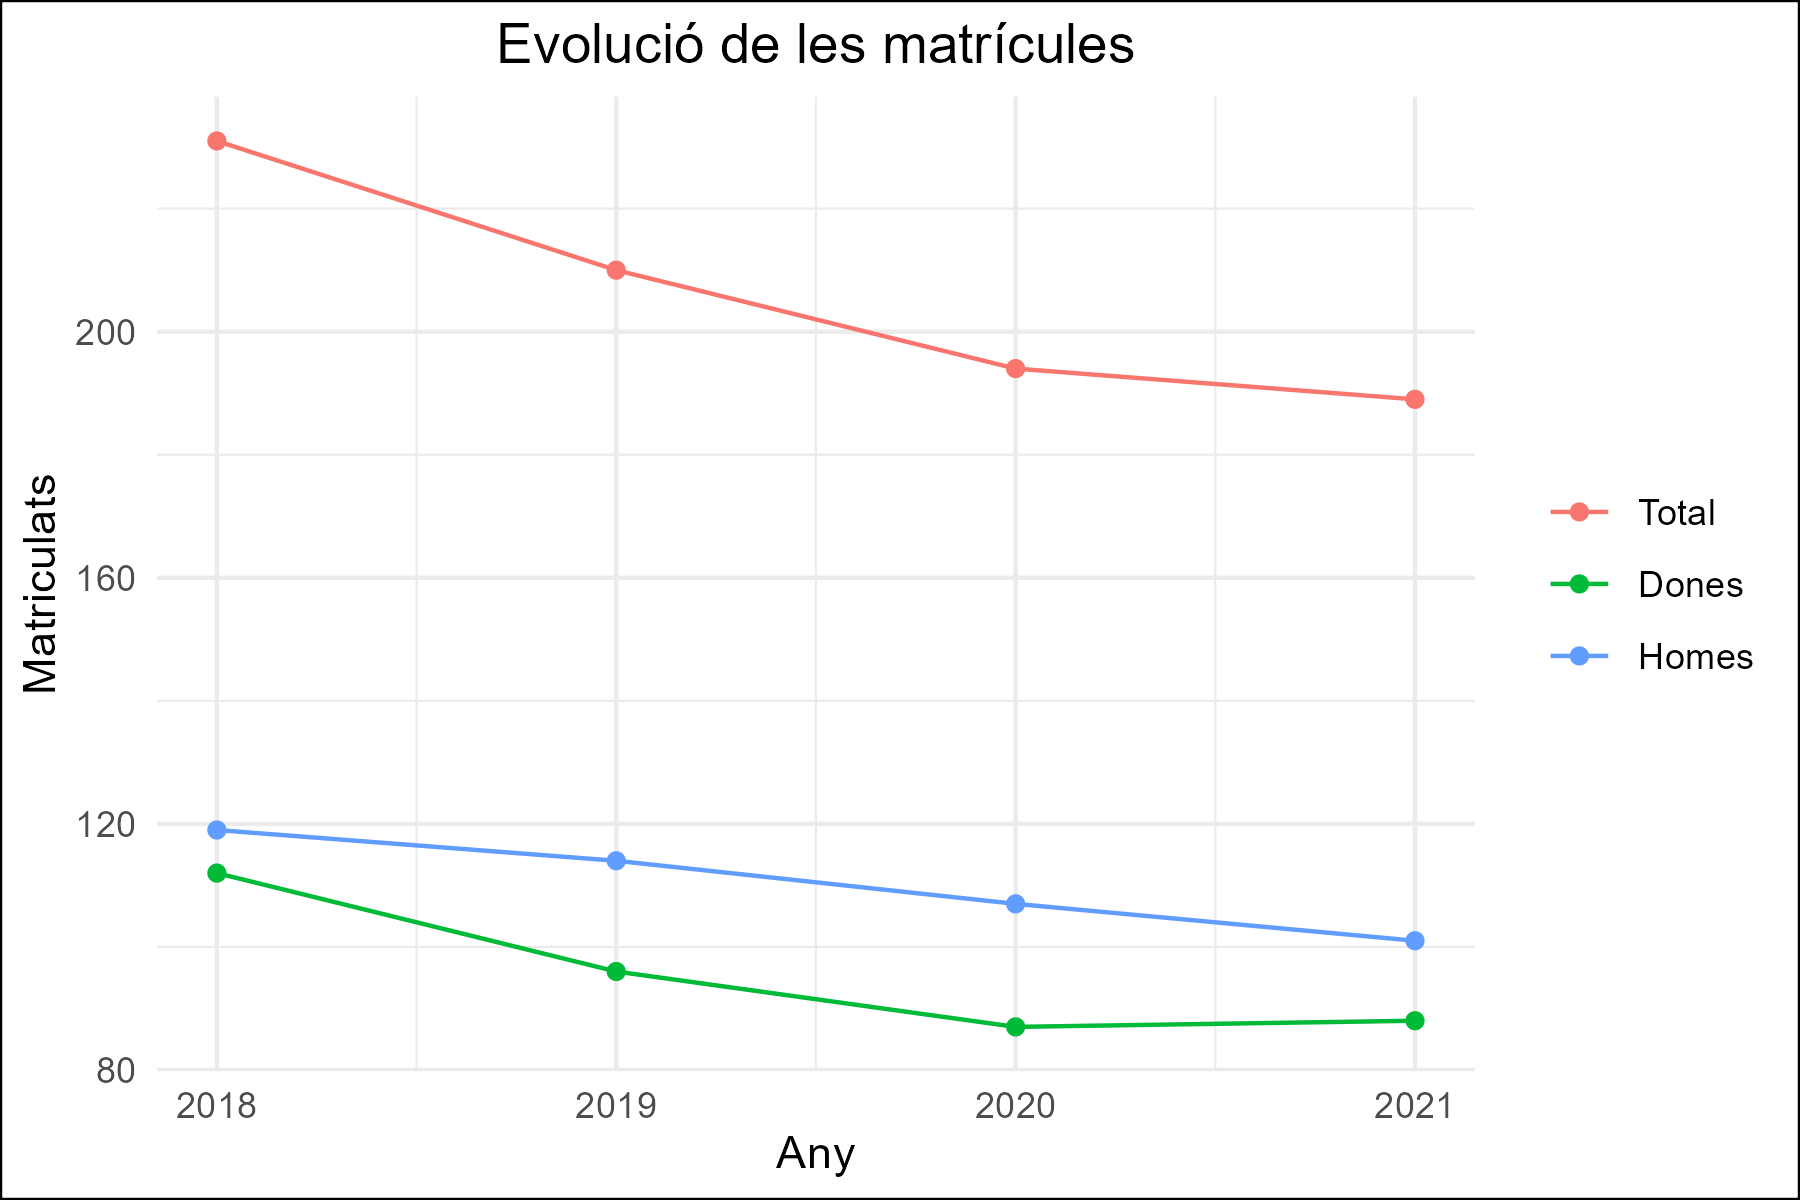 Evolució de les matrícules
Matriculats
200
160
120
80
2018 2019 2020 2021
Any
Total
Dones
Homes